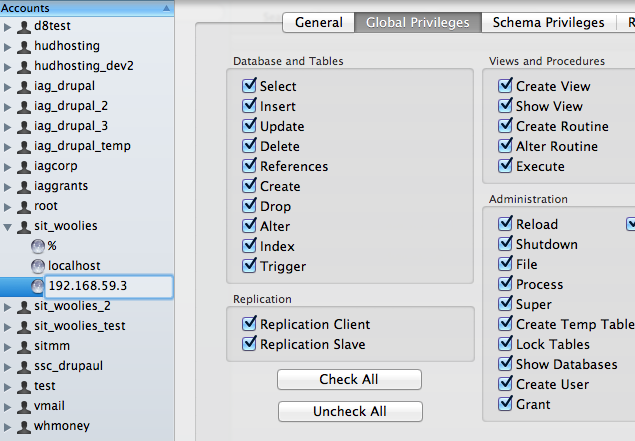 Accounts
d8test
hudhosting
hudhosting_dev2
iag_drupal
iag_drupal_2
iag_drupal_3
iag_drupal_temp
iagcorp
iaggrants
root
sit_woolies
%
localhost
192.168.59.3
sit_woolies_2
sit_woolies_test
sitmm
ssc_drupaul
test
vmail
whmoney
General
Global Privileges
Schema Privileges
R
Database and Tables
Select
Insert
Update
Delete
References
Create
Drop
Alter
Index
Trigger
Replication
Replication Client
Replication Slave
Check All
Uncheck All
Views and Procedures
Create View
Show View
Create Routine
Alter Routine
Execute
Administration
Reload
Shutdown
File
Process
Super
Create Temp Table
Lock Tables
Show Databases
Create User
Grant